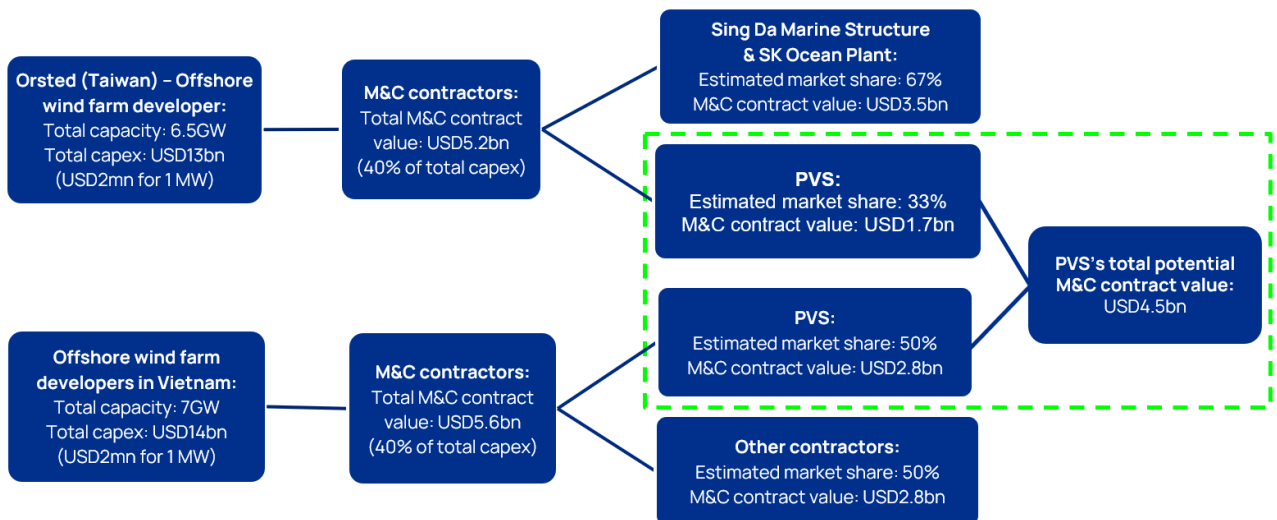 Orsted (Taiwan) – Offshore
wind farm developer:
Total capacity: 6.5GW
Total capex: USD13bn
(USD2mn for 1 MW)
M&C contractors:
Total M&C contract
value: USD5.2bn
(40% of total capex)
Sing Da Marine Structure
& SK Ocean Plant:
Estimated market share: 67%
M&C contract value: USD3.5bn
PVS:
Estimated market share: 33%
M&C contract value: USD1.7bn
PVS's total potential
M&C contract value:
USD4.5bn
Offshore wind farm
developers in Vietnam:
Total capacity: 7GW
Total capex: USD14bn
(USD2mn for 1 MW)
M&C contractors:
Total M&C contract
value: USD5.6bn
(40% of total capex)
PVS:
Estimated market share: 50%
M&C contract value: USD2.8bn
Other contractors:
Estimated market share: 50%
M&C contract value: USD2.8bn